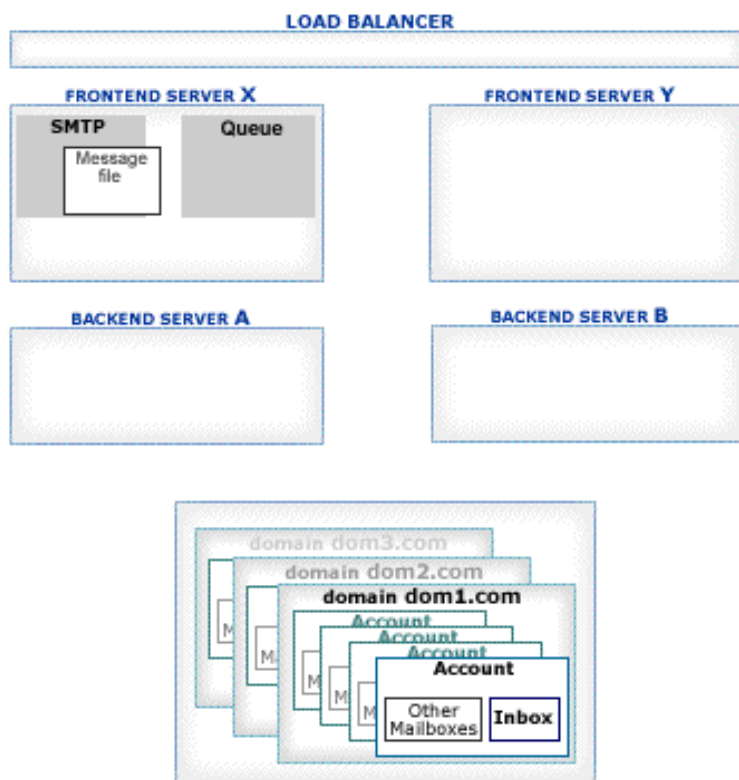 LOAD BALANCER
FRONTEND SERVER X
FRONTEND SERVER Y
SMTP
Queue
Message
file
BACKEND SERVER A
BACKEND SERVER B
domain dom3.com
domain dom2.com
domain dom1.com
Account
Account
Account
Account
M
M
M
M
M
Other
Mailboxes
Inbox